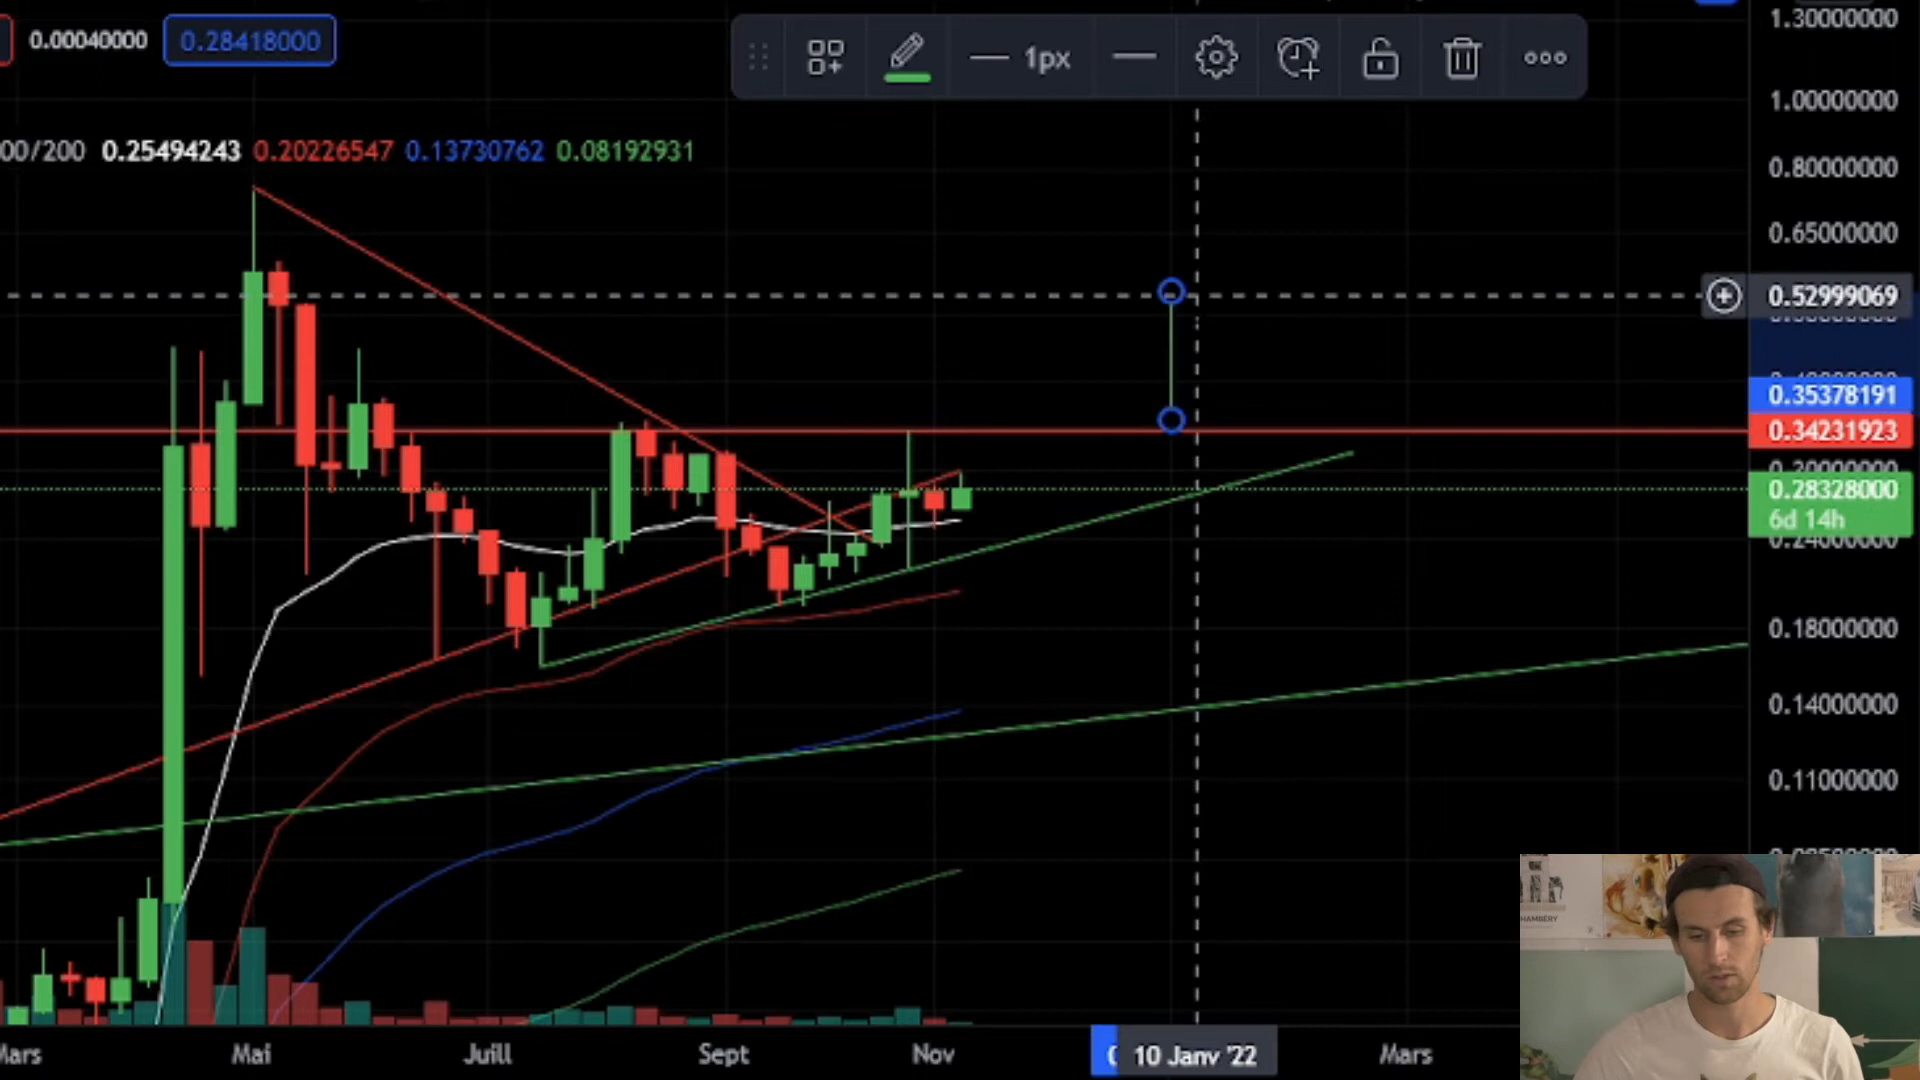 0.00040000 0.28418000
1px
00/200 0.25494243 0.20226547 0.13730762 0.08192931
1.30000000
1.00000000
0.80000000
0.65000000
0.52999069
0.35378191
0.34231923
0.28328000
6d 14h
0.24000000
0.18000000
0.14000000
0.11000000
HAMBÉRY
Mars Mai Juill Sept Nov 10 Janv '22 Mars